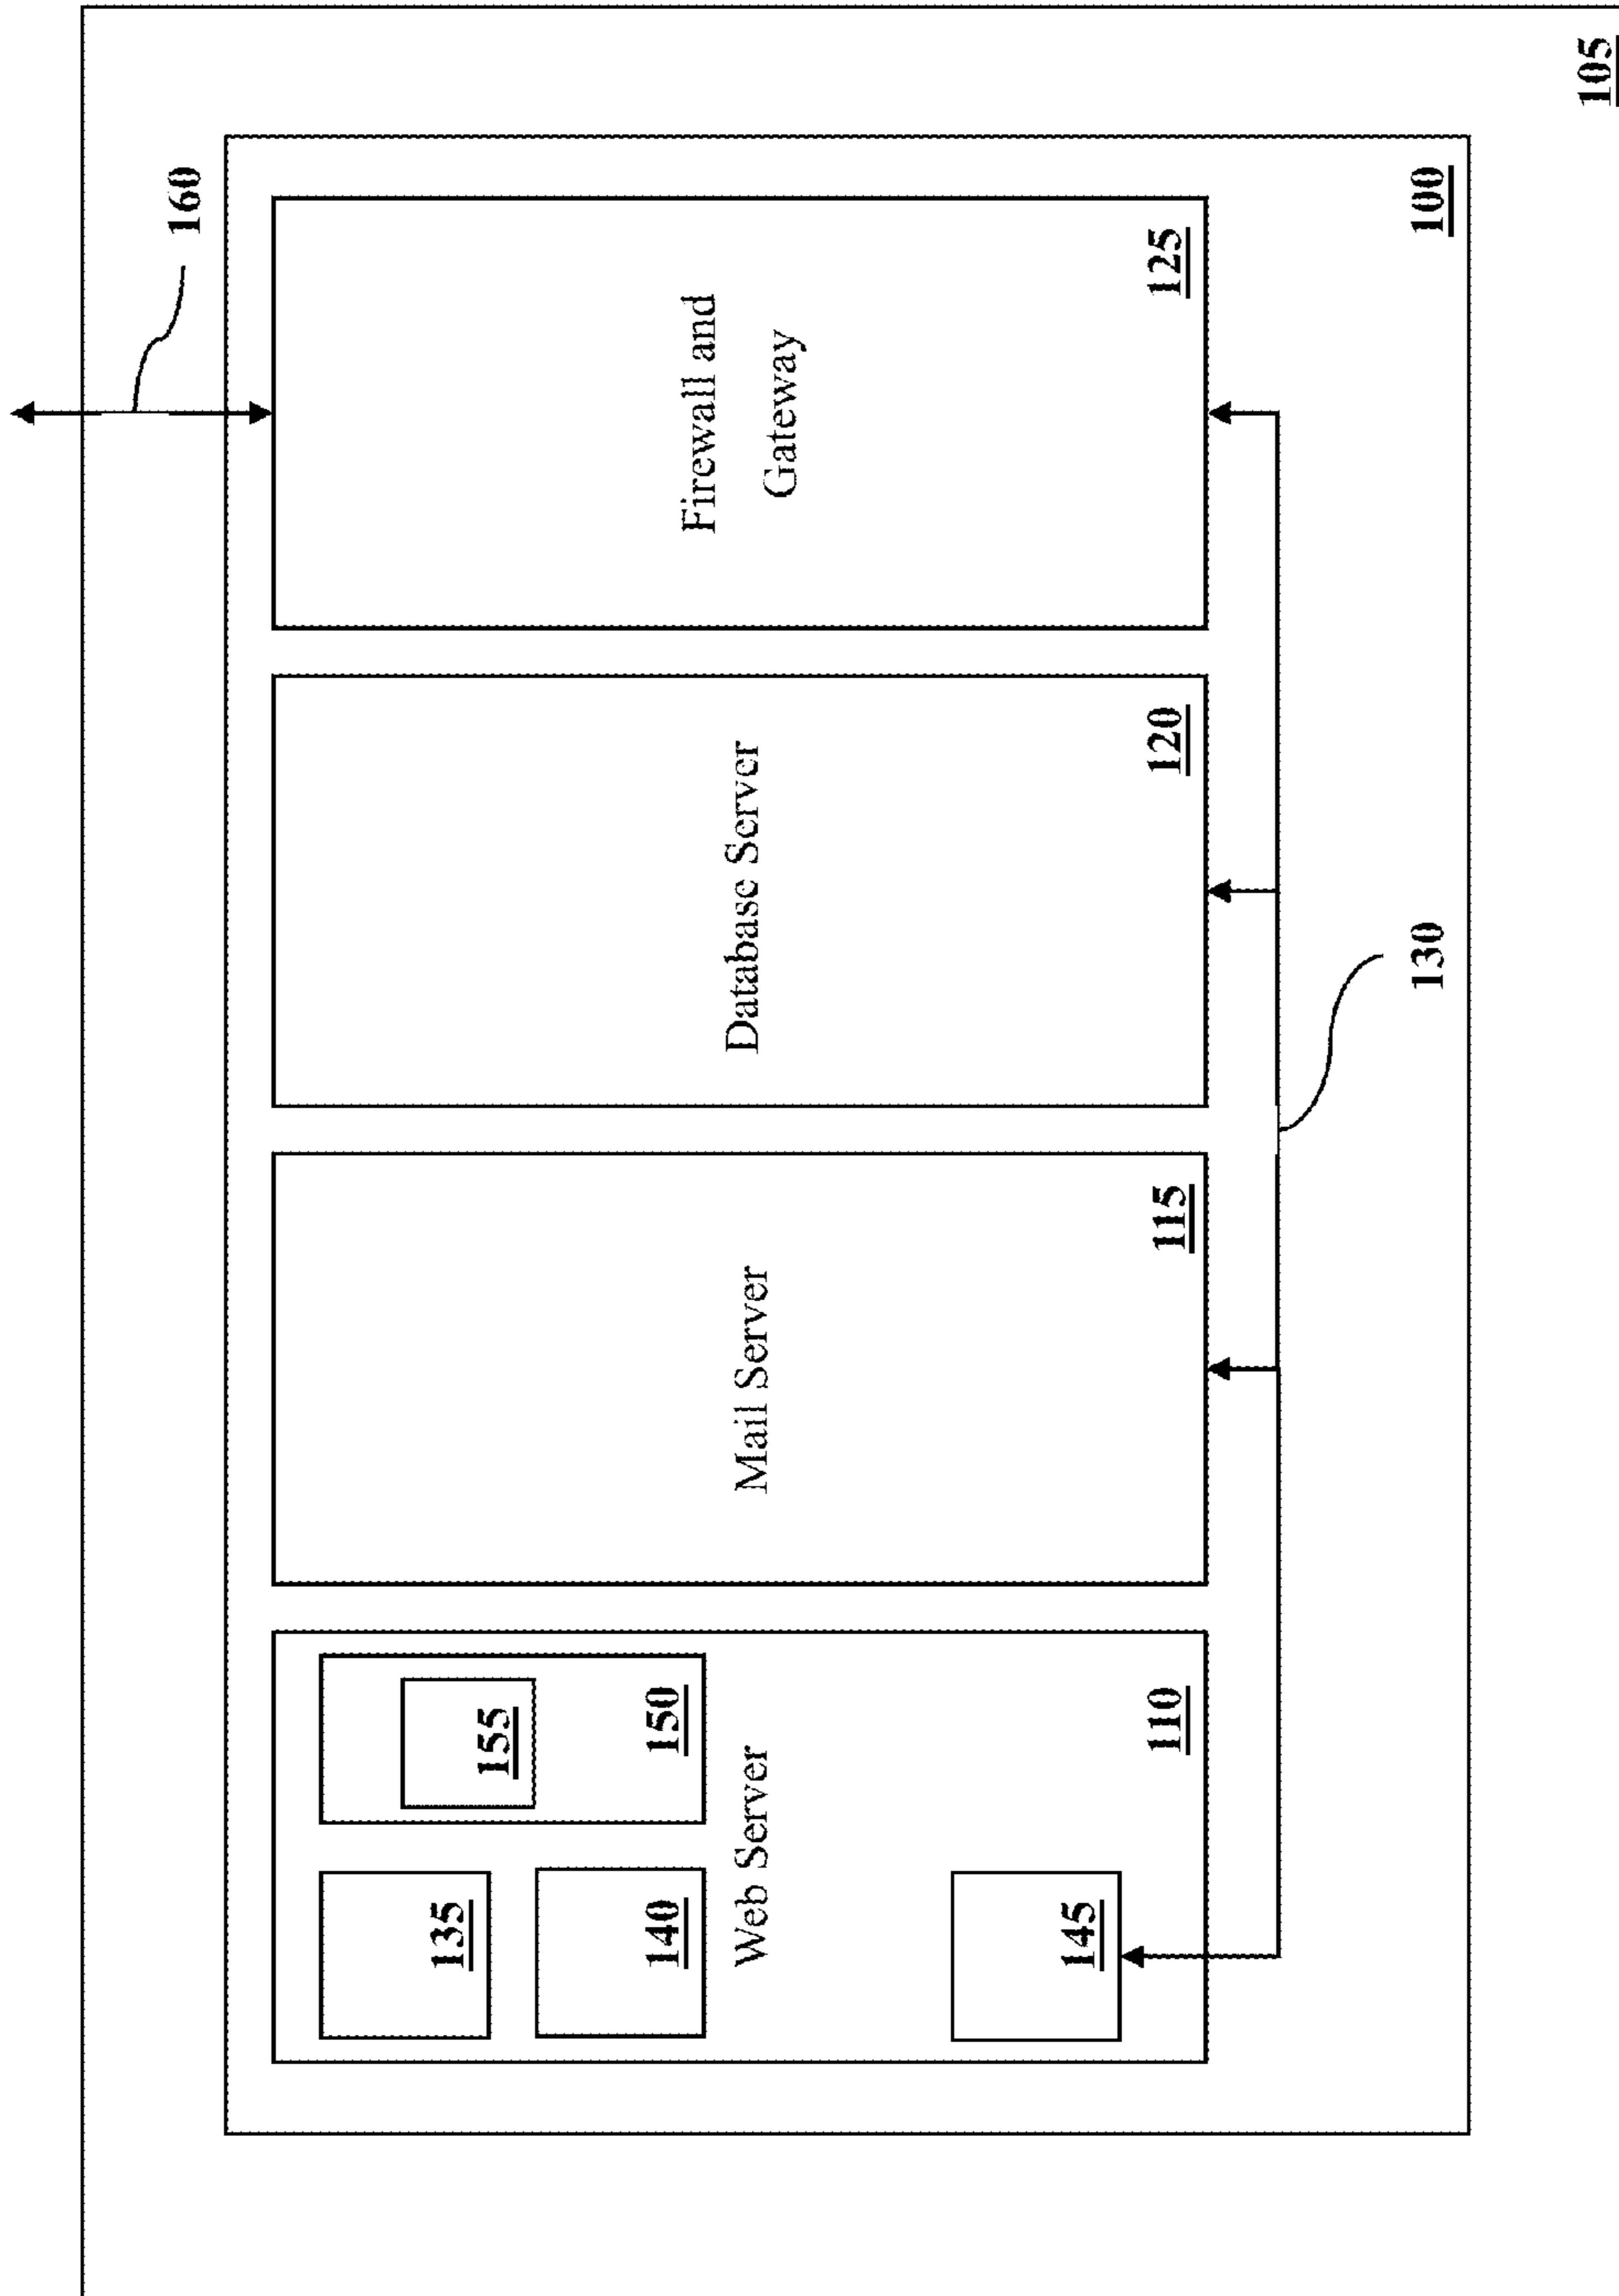 160
135
155
140
150
Web Server
145
110
Mail Server
115
Database Server
120
Firewall and
Gateway
125
130
100
105